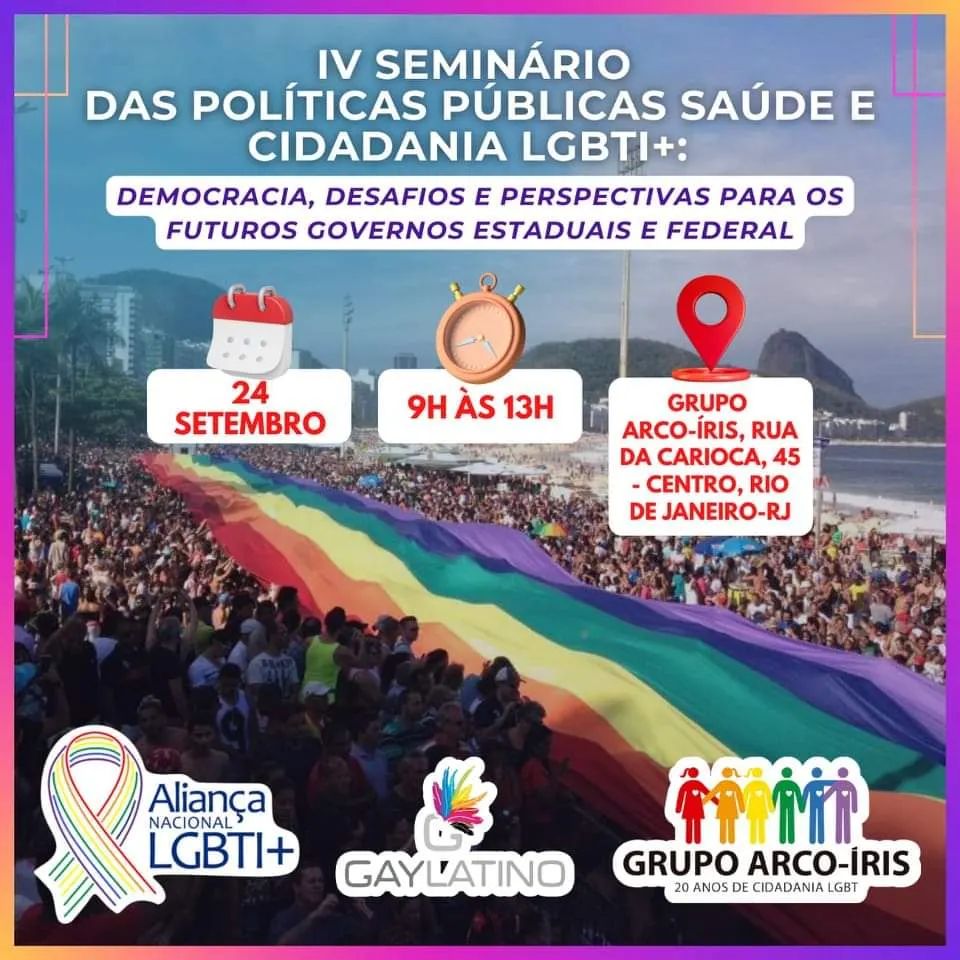 IV SEMINÁRIO
DAS POLÍTICAS PÚBLICAS SAÚDE E
CIDADANIA LGBTI+:
DEMOCRACIA, DESAFIOS E PERSPECTIVAS PARA OS
FUTUROS GOVERNOS ESTADUAIS E FEDERAL
24
SETEMBRO
9H ÀS 13H
GRUPO
ARCO-ÍRIS, RUA
DA CARIOCA, 45
- CENTRO, RIO
DE JANEIRO-RJ
Aliança
NACIONAL
LGBTI+
G
GAYLATINO
GRUPO ARCO-ÍRIS
20 ANOS DE CIDADANIA LGBT